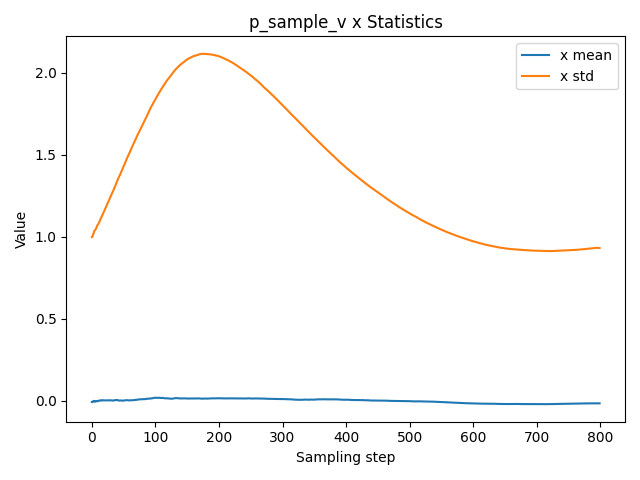 p_sample_v x Statistics
x mean
x std
Value
2.0
1.5
1.0
0.5
0.0
0 100 200 300 400 500 600 700 800
Sampling step